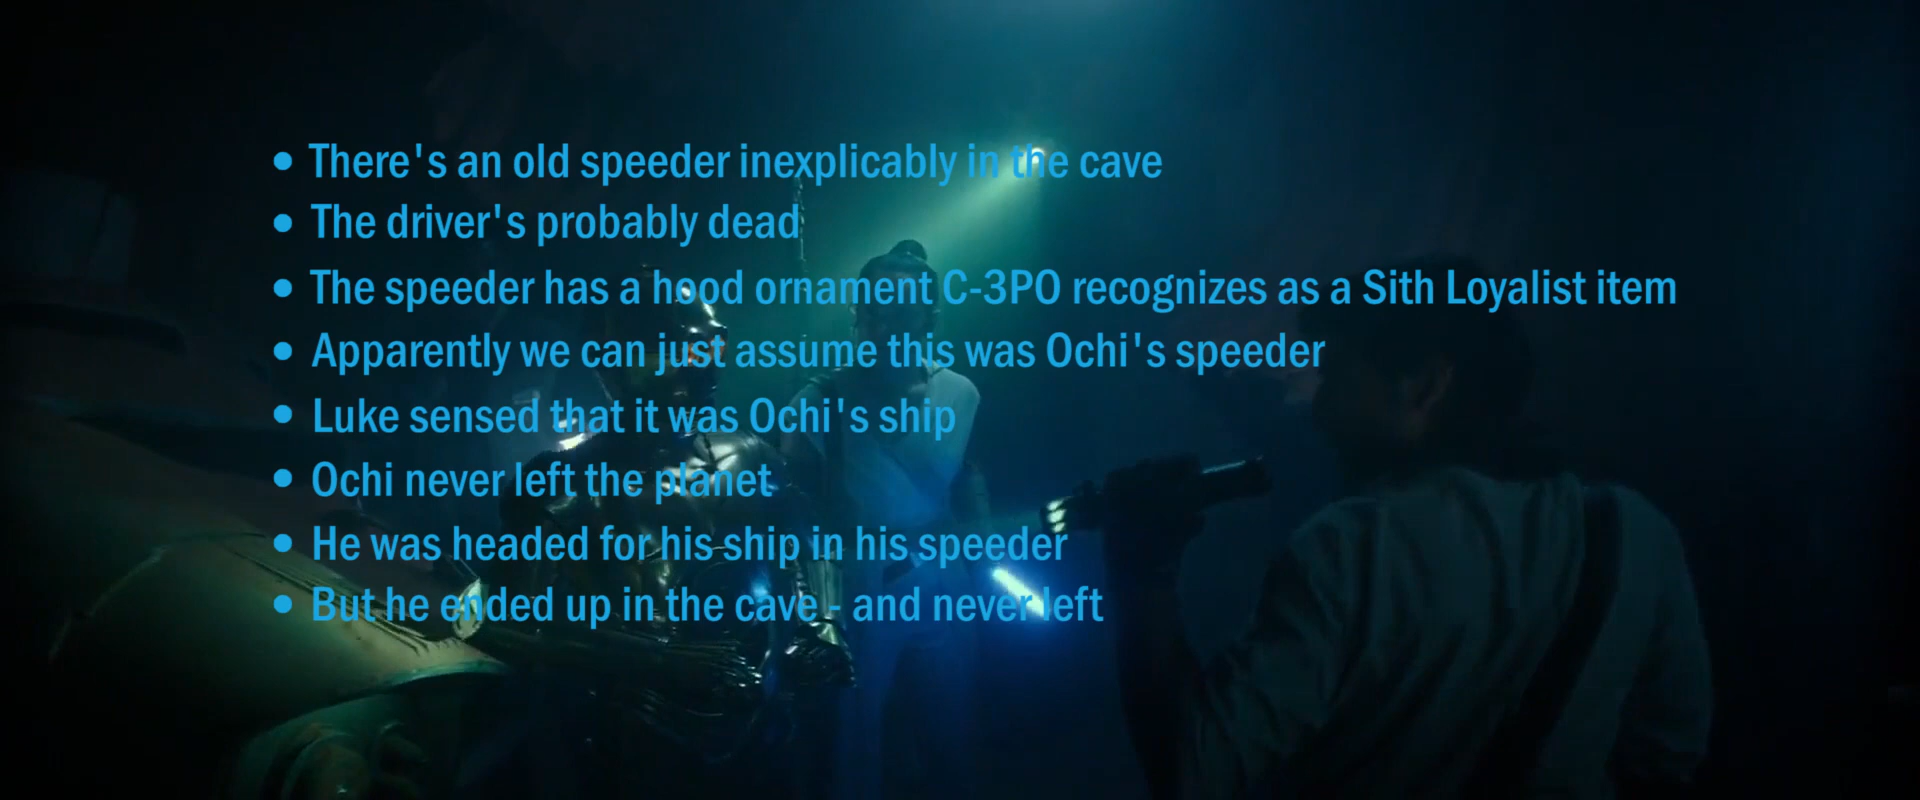 • There's an old speeder inexplicably in the cave
• The driver's probably dead
• The speeder has a hood ornament C-3PO recognizes as a Sith Loyalist item
• Apparently we can just assume this was Ochi's speeder
• Luke sensed that it was Ochi's ship
• Ochi never left the planet
• He was headed for his ship in his speeder
• But he ended up in the cave - and never left